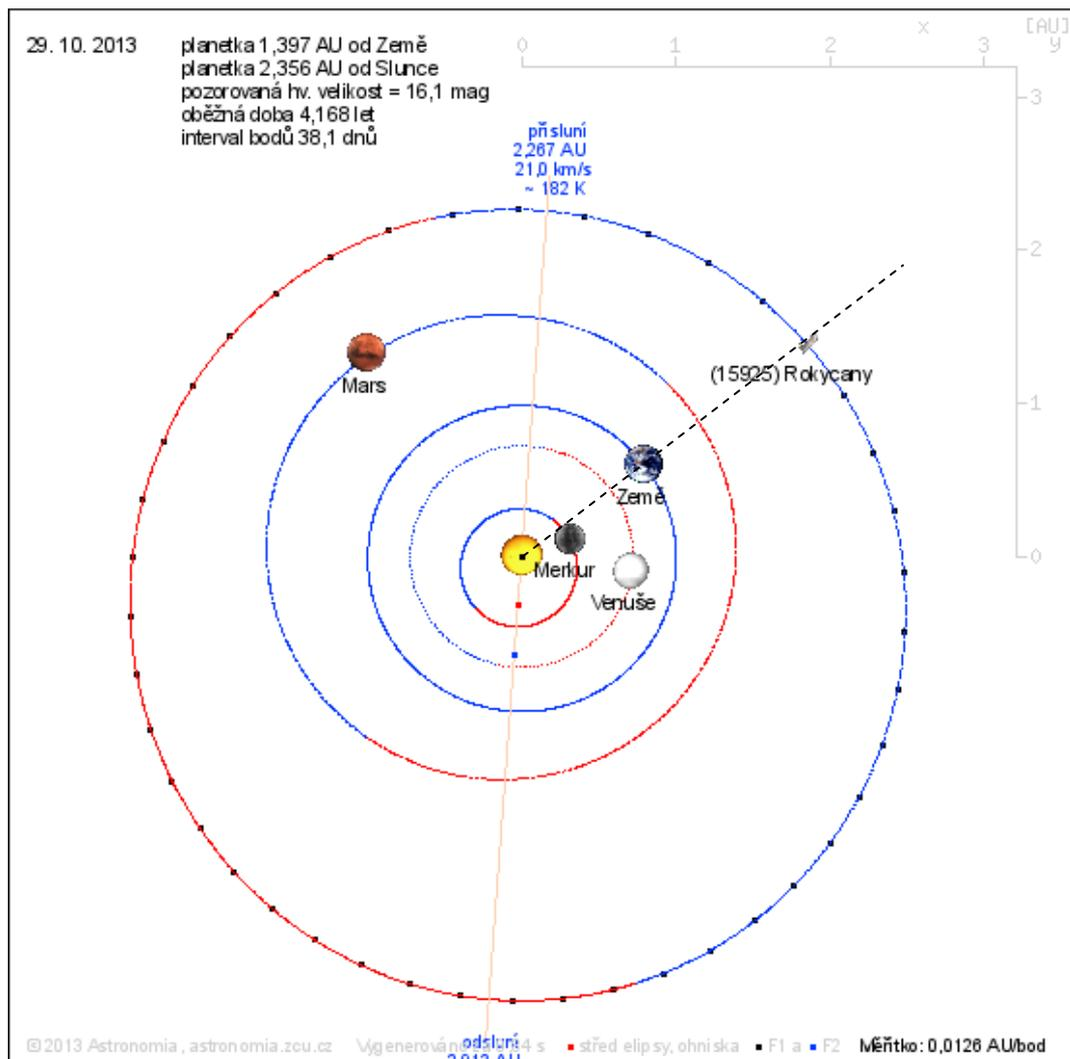 29. 10. 2013
planetka 1,397 AU od Země
planetka 2,356 AU od Slunce
pozorovaná hv. velikost = 16,1 mag
oběžná doba 4,168 let
interval bodů 38,1 dnů
x [AU]
0 1 2 3 y
3
2
1
0
přísluní
2,267 AU
21,0 km/s
~ 182 K
Mars
(15925) Rokycany
Země
Merkur
Venuše
odsluní
©2013 Astronomia, astronomia.zcu.cz s střed elipsy, ohniska F1 a F2 Měřítko: 0,0126 AU/bod
AU